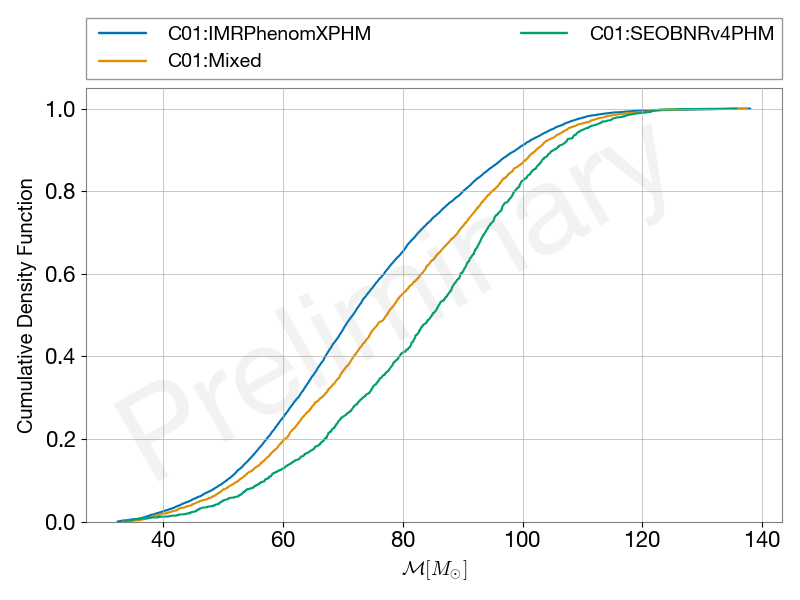 C01:IMRPhenomXPHM
C01:SEOBNRv4PHM
C01:Mixed
Preliminary
Cumulative Density Function
1.0
0.8
0.6
0.4
0.2
0.0
40
60
80
100
120
140
ℳ[M⊙]